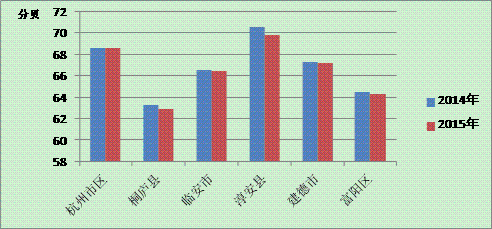 分贝
72
70
68
66
64
62
60
58
杭州市区
桐庐县
临安市
淳安县
建德市
富阳区
2014年
2015年